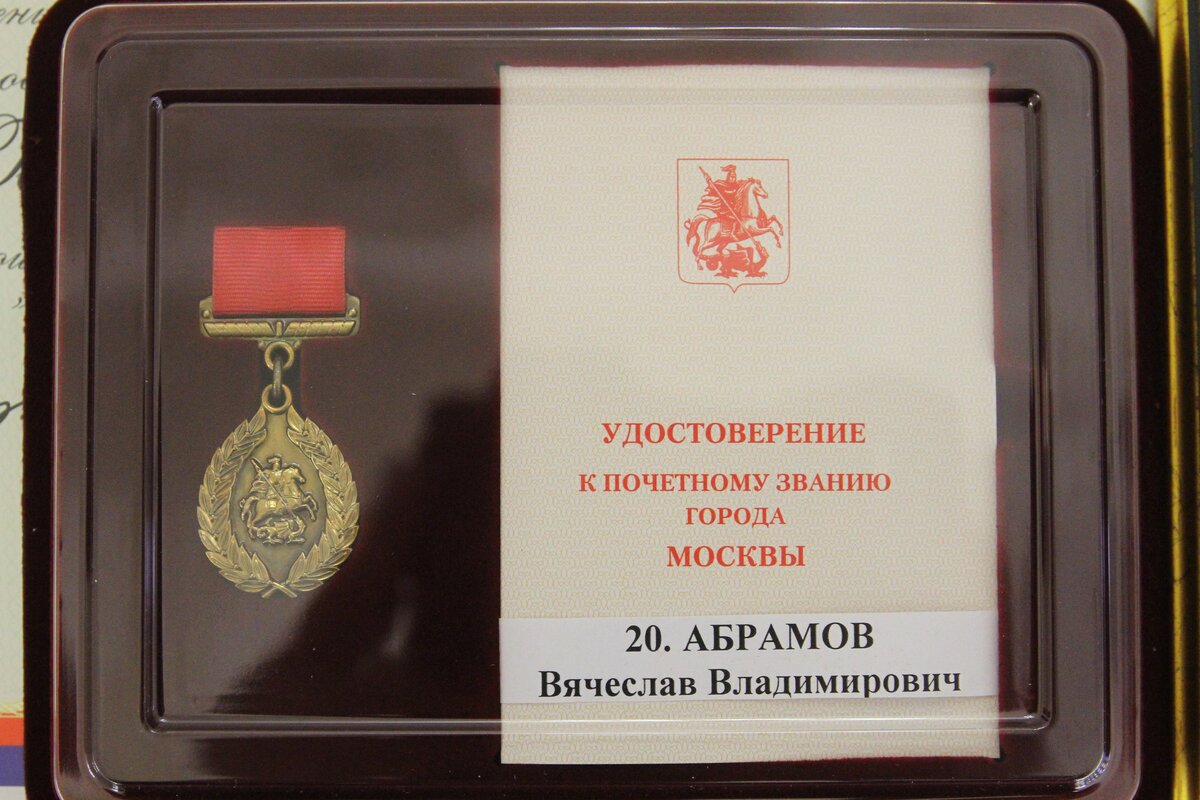 УДОСТОВЕРЕНИЕ
К ПОЧЕТНОМУ ЗВАНИЮ
ГОРОДА
МОСКВЫ
20. АБРАМОВ
Вячеслав Владимирович